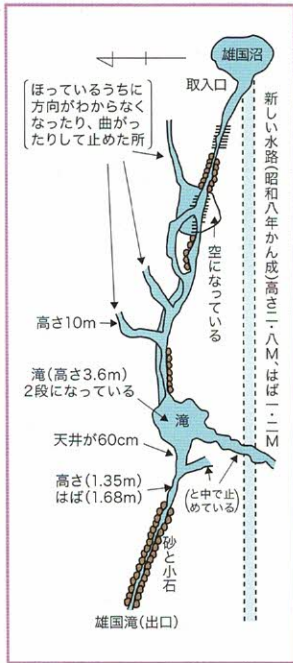 雄国沼
取入口
ほっているうちに
方向がわからなく
なったり、曲がっ
たりして止めた所
新しい水路(昭和八年かん成)高さ二・八M、はば一・二M
空になっている
高さ10m
滝(高さ3.6m)
2段になっている
滝
天井が60cm
高さ(1.35m)
はば(1.68m)
(と中で止
めている)
砂と小石
雄国滝(出口)